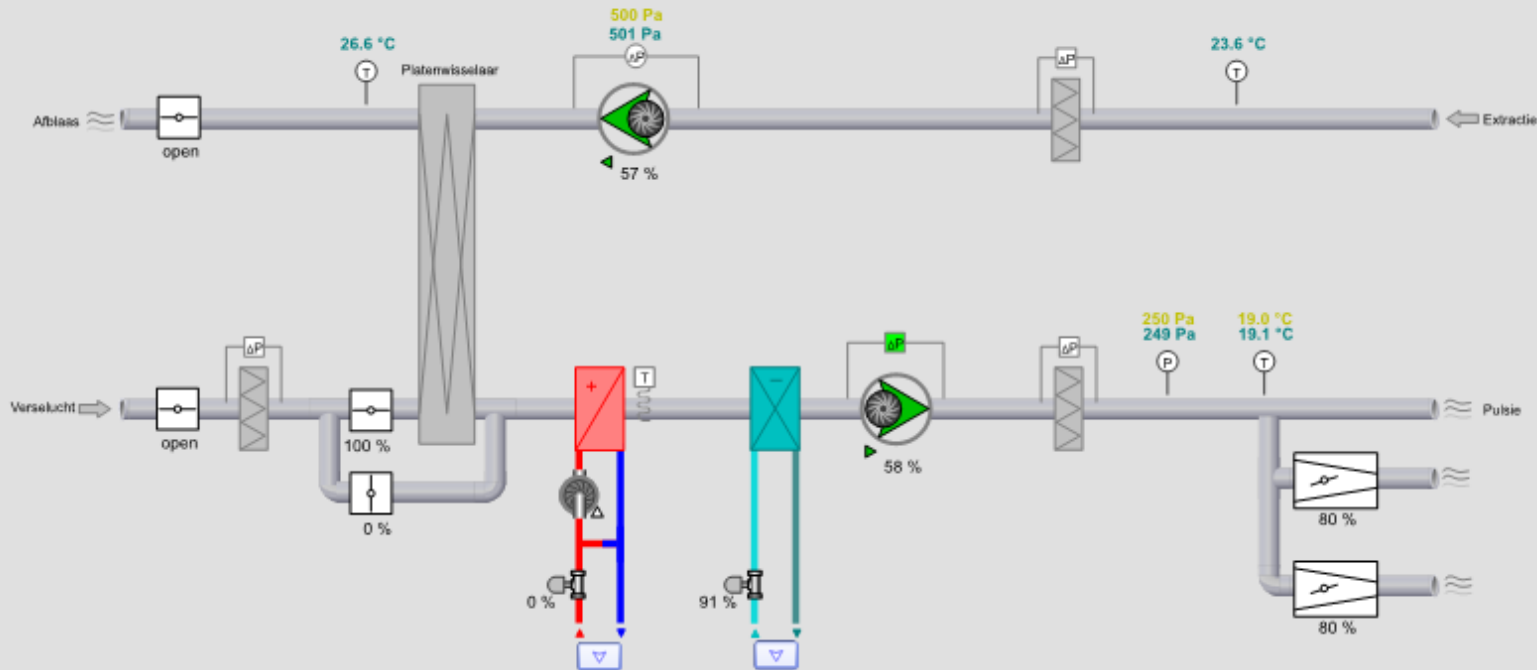 500 Pa
501 Pa
26.6 °C
23.6 °C
Platenwisselaar
ΔP
ΔP
T
T
Afblaas
Extractie
open
57 %
250 Pa
19.0 °C
249 Pa
19.1 °C
ΔP
ΔP
ΔP
P
T
T
+
−
Verselucht
Pulsie
open
100 %
58 %
0 %
80 %
0 %
91 %
80 %